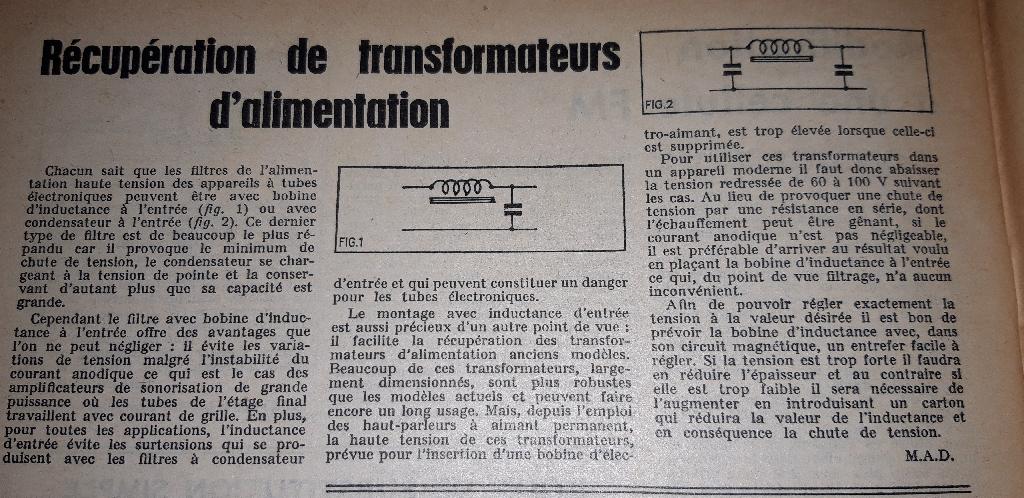 Récupération de transformateurs
d'alimentation
Chacun sait que les filtres de l'alimen-
tation haute tension des appareils à tubes
électroniques peuvent être avec bobine
d'inductance à l'entrée (fig. 1) ou avec
condensateur à l'entrée (fig. 2). Ce dernier
type de filtre est de beaucoup le plus ré-
pandu car il provoque le minimum de
chute de tension, le condensateur se char-
geant à la tension de pointe et la conser-
vant d'autant plus que sa capacité est
grande.
Cependant le filtre avec bobine d'induc-
tance à l'entrée offre des avantages que
l'on ne peut négliger : il évite les varia-
tions de tension malgré l'instabilité du
courant anodique ce qui est le cas des
amplificateurs de sonorisation de grande
puissance où les tubes de l'étage final
travaillent avec courant de grille. En plus,
pour toutes les applications, l'inductance
d'entrée évite les surtensions qui se pro-
duisent avec les filtres à condensateur
FIG.1
d'entrée et qui peuvent constituer un danger
pour les tubes électroniques.
Le montage avec inductance d'entrée
est aussi précieux d'un autre point de vue :
il facilite la récupération des transfor-
mateurs d'alimentation anciens modèles.
Beaucoup de ces transformateurs, large-
ment dimensionnés, sont plus robustes
que les modèles actuels et peuvent faire
encore un long usage. Mais, depuis l'emploi
des haut-parleurs à aimant permanent,
la haute tension de ces transformateurs,
prévue pour l'insertion d'une bobine d'élec-
FIG.2
tro-aimant, est trop élevée lorsque celle-ci
est supprimée.
Pour utiliser ces transformateurs dans
un appareil moderne il faut donc abaisser
la tension redressée de 60 à 100 V suivant
les cas. Au lieu de provoquer une chute de
tension par une résistance en série, dont
l'échauffement peut être gênant, si le
courant anodique n'est pas négligeable,
il est préférable d'arriver au résultat voulu
en plaçant la bobine d'inductance à l'entrée
ce qui, du point de vue filtrage, n'a aucun
inconvénient.
Afin de pouvoir régler exactement la
tension à la valeur désirée il est bon de
prévoir la bobine d'inductance avec, dans
son circuit magnétique, un entrefer facile à
régler. Si la tension est trop forte il faudra
en réduire l'épaisseur et au contraire si
elle est trop faible il sera nécessaire de
l'augmenter en introduisant un carton
qui réduira la valeur de l'inductance et
en conséquence la chute de tension.
M.A.D.